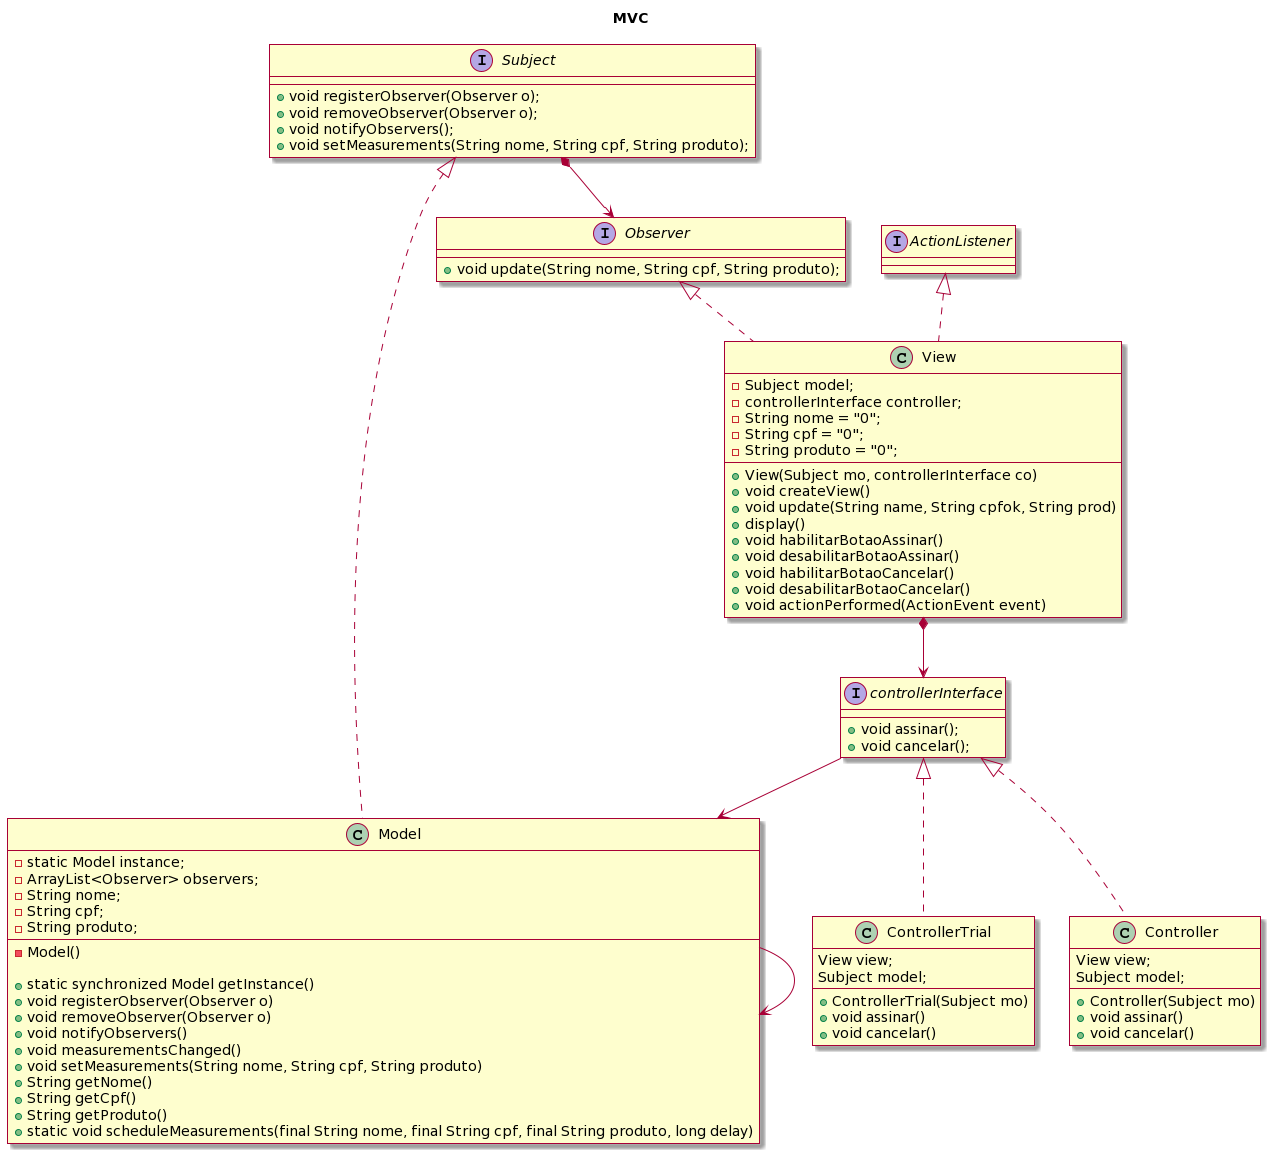 MVC
I Subject
void registerObserver(Observer o);
void removeObserver(Observer o);
void notifyObservers();
void setMeasurements(String nome, String cpf, String produto);
I Observer
void update(String nome, String cpf, String produto);
I ActionListener
C View
Subject model;
controllerInterface controller;
String nome = "0";
String cpf = "0";
String produto = "0";
View(Subject mo, controllerInterface co)
void createView()
void update(String name, String cpfok, String prod)
display()
void habilitarBotaoAssinar()
void desabilitarBotaoAssinar()
void habilitarBotaoCancelar()
void desabilitarBotaoCancelar()
void actionPerformed(ActionEvent event)
I controllerInterface
void assinar();
void cancelar();
C Model
static Model instance;
ArrayList<Observer> observers;
String nome;
String cpf;
String produto;
Model()
static synchronized Model getInstance()
void registerObserver(Observer o)
void removeObserver(Observer o)
void notifyObservers()
void measurementsChanged()
void setMeasurements(String nome, String cpf, String produto)
String getNome()
String getCpf()
String getProduto()
static void scheduleMeasurements(final String nome, final String cpf, final String produto, long delay)
C ControllerTrial
View view;
Subject model;
ControllerTrial(Subject mo)
void assinar()
void cancelar()
C Controller
View view;
Subject model;
Controller(Subject mo)
void assinar()
void cancelar()